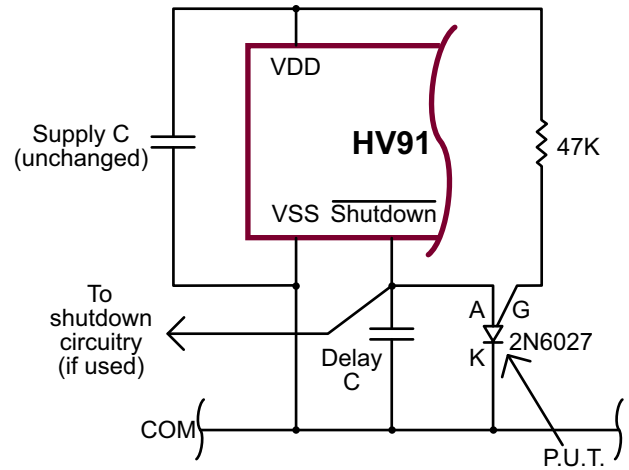 VDD
Supply C
(unchanged)
HV91
47K
VSS
Shutdown
To
shutdown
circuitry
(if used)
A
G
Delay
C
K
2N6027
COM
P.U.T.